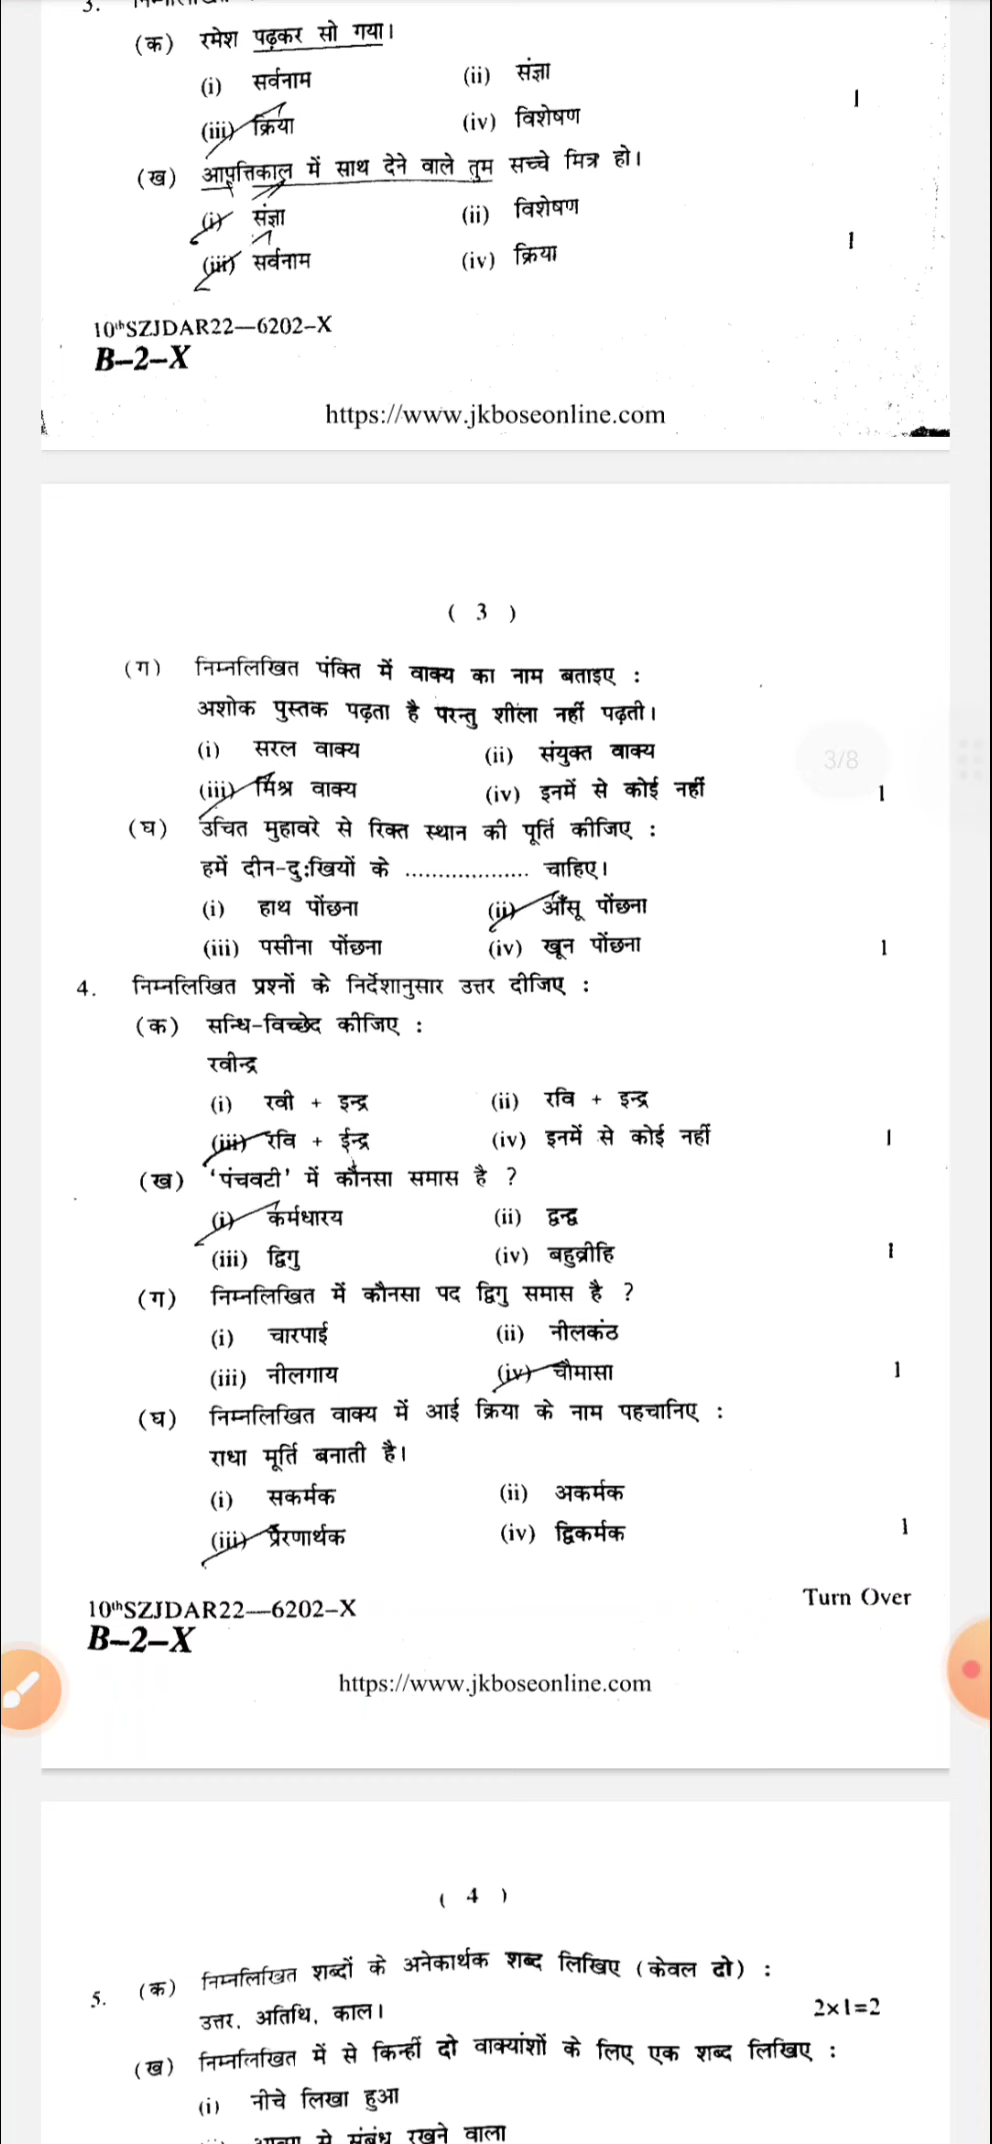 3.
(क) रमेश पढ़कर सो गया।
(i) सर्वनाम (ii) संज्ञा
(iii) क्रिया (iv) विशेषण 1
(ख) आपत्तिकाल में साथ देने वाले तुम सच्चे मित्र हो।
(i) संज्ञा (ii) विशेषण
(iii) सर्वनाम (iv) क्रिया 1
10thSZJDAR22—6202–X
B–2–X
https://www.jkboseonline.com
( 3 )
(ग) निम्नलिखित पंक्ति में वाक्य का नाम बताइए :
अशोक पुस्तक पढ़ता है परन्तु शीला नहीं पढ़ती।
(i) सरल वाक्य (ii) संयुक्त वाक्य
3/8
(iii) मिश्र वाक्य (iv) इनमें से कोई नहीं 1
(घ) उचित मुहावरे से रिक्त स्थान की पूर्ति कीजिए :
हमें दीन-दुःखियों के ................... चाहिए।
(i) हाथ पोंछना (ii) आँसू पोंछना
(iii) पसीना पोंछना (iv) खून पोंछना 1
4. निम्नलिखित प्रश्नों के निर्देशानुसार उत्तर दीजिए :
(क) सन्धि-विच्छेद कीजिए :
रवीन्द्र
(i) रवी + इन्द्र (ii) रवि + इन्द्र
(iii) रवि + ईन्द्र (iv) इनमें से कोई नहीं 1
(ख) ‘पंचवटी’ में कौनसा समास है ?
(i) कर्मधारय (ii) द्वन्द्व
(iii) द्विगु (iv) बहुव्रीहि 1
(ग) निम्नलिखित में कौनसा पद द्विगु समास है ?
(i) चारपाई (ii) नीलकंठ
(iii) नीलगाय (iv) चौमासा 1
(घ) निम्नलिखित वाक्य में आई क्रिया के नाम पहचानिए :
राधा मूर्ति बनाती है।
(i) सकर्मक (ii) अकर्मक
(iii) प्रेरणार्थक (iv) द्विकर्मक 1
10thSZJDAR22—6202–X Turn Over
B–2–X
https://www.jkboseonline.com
( 4 )
5. (क) निम्नलिखित शब्दों के अनेकार्थक शब्द लिखिए (केवल दो) :
उत्तर, अतिथि, काल। 2×1=2
(ख) निम्नलिखित में से किन्हीं दो वाक्यांशों के लिए एक शब्द लिखिए :
(i) नीचे लिखा हुआ
से संबंध रखने वाला